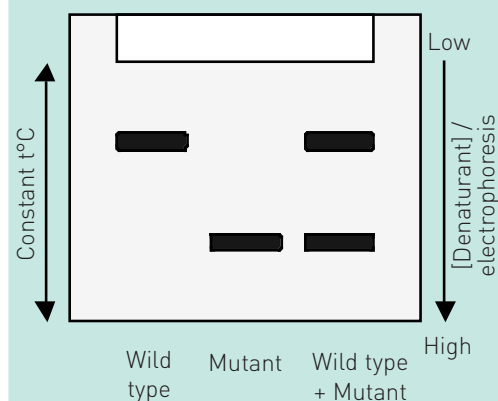 Low
Constant t°C
[Denaturant] /
electrophoresis
High
Wild
type
Mutant
Wild type
+ Mutant